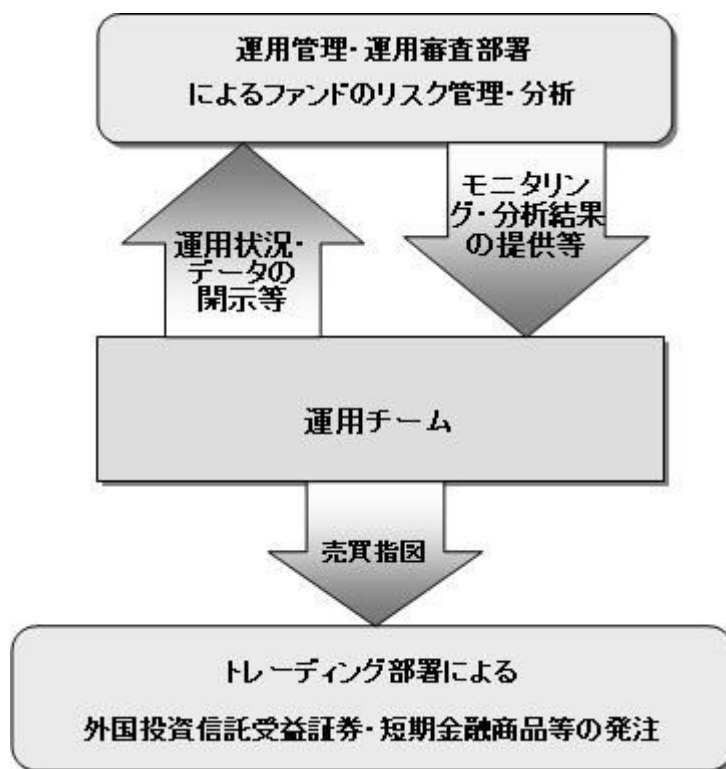 運用管理・運用審査部署
によるファンドのリスク管理・分析
運用状況・
データの
開示等
モニタリン
グ・分析結果
の提供等
運用チーム
売買指図
トレーディング部署による
外国投資信託受益証券・短期金融商品等の発注